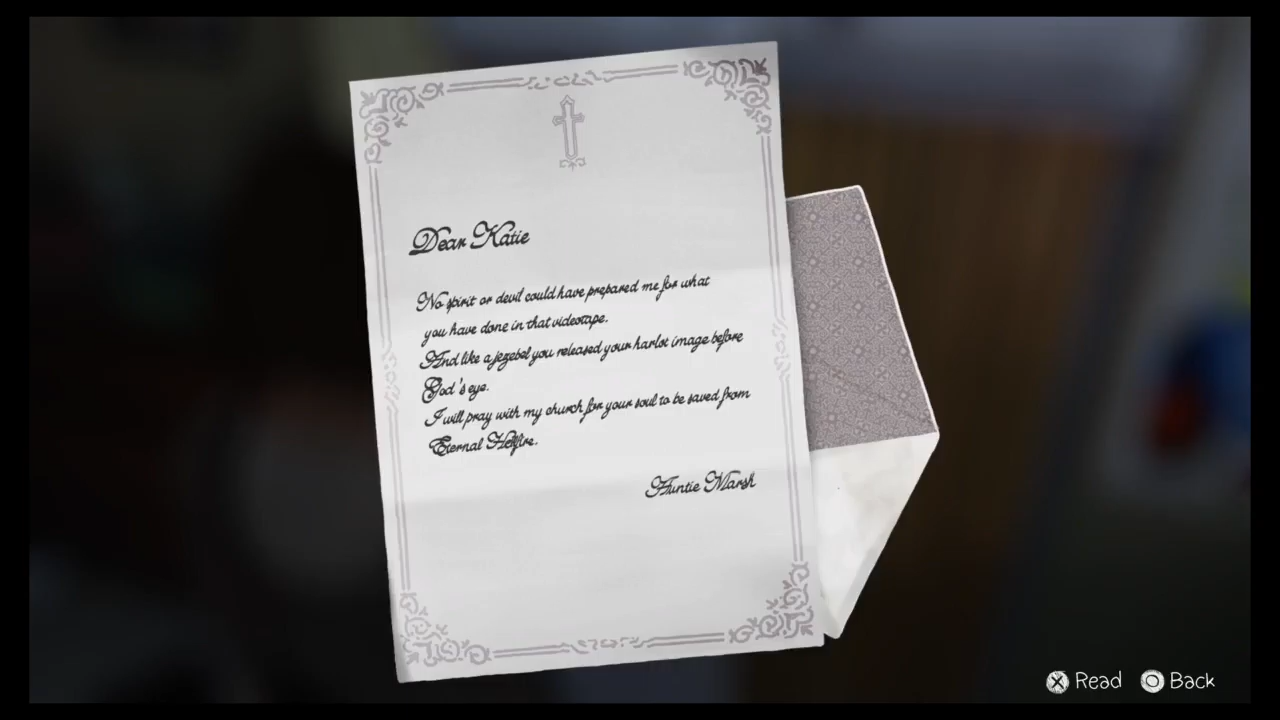 Dear Katie
No spirit or devil could have prepared me for what
you have done in that videotape.
And like a jezebel you released your harlot image before
God's eye.
I will pray with my church for your soul to be saved from
Eternal Hellfire.
Auntie Marsh
Read Back